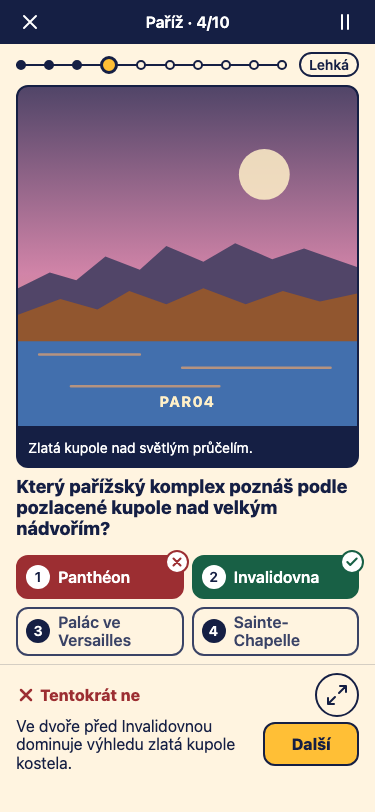 Paříž · 4/10
Lehká
PAR04
Zlatá kupole nad světlým průčelím.
Který pařížský komplex poznáš podle
pozlacené kupole nad velkým
nádvořím?
1 Panthéon
2 Invalidovna
3 Palác ve
Versailles
4 Sainte-
Chapelle
Tentokrát ne
Ve dvoře před Invalidovnou
dominuje výhledu zlatá kupole
kostela.
Další